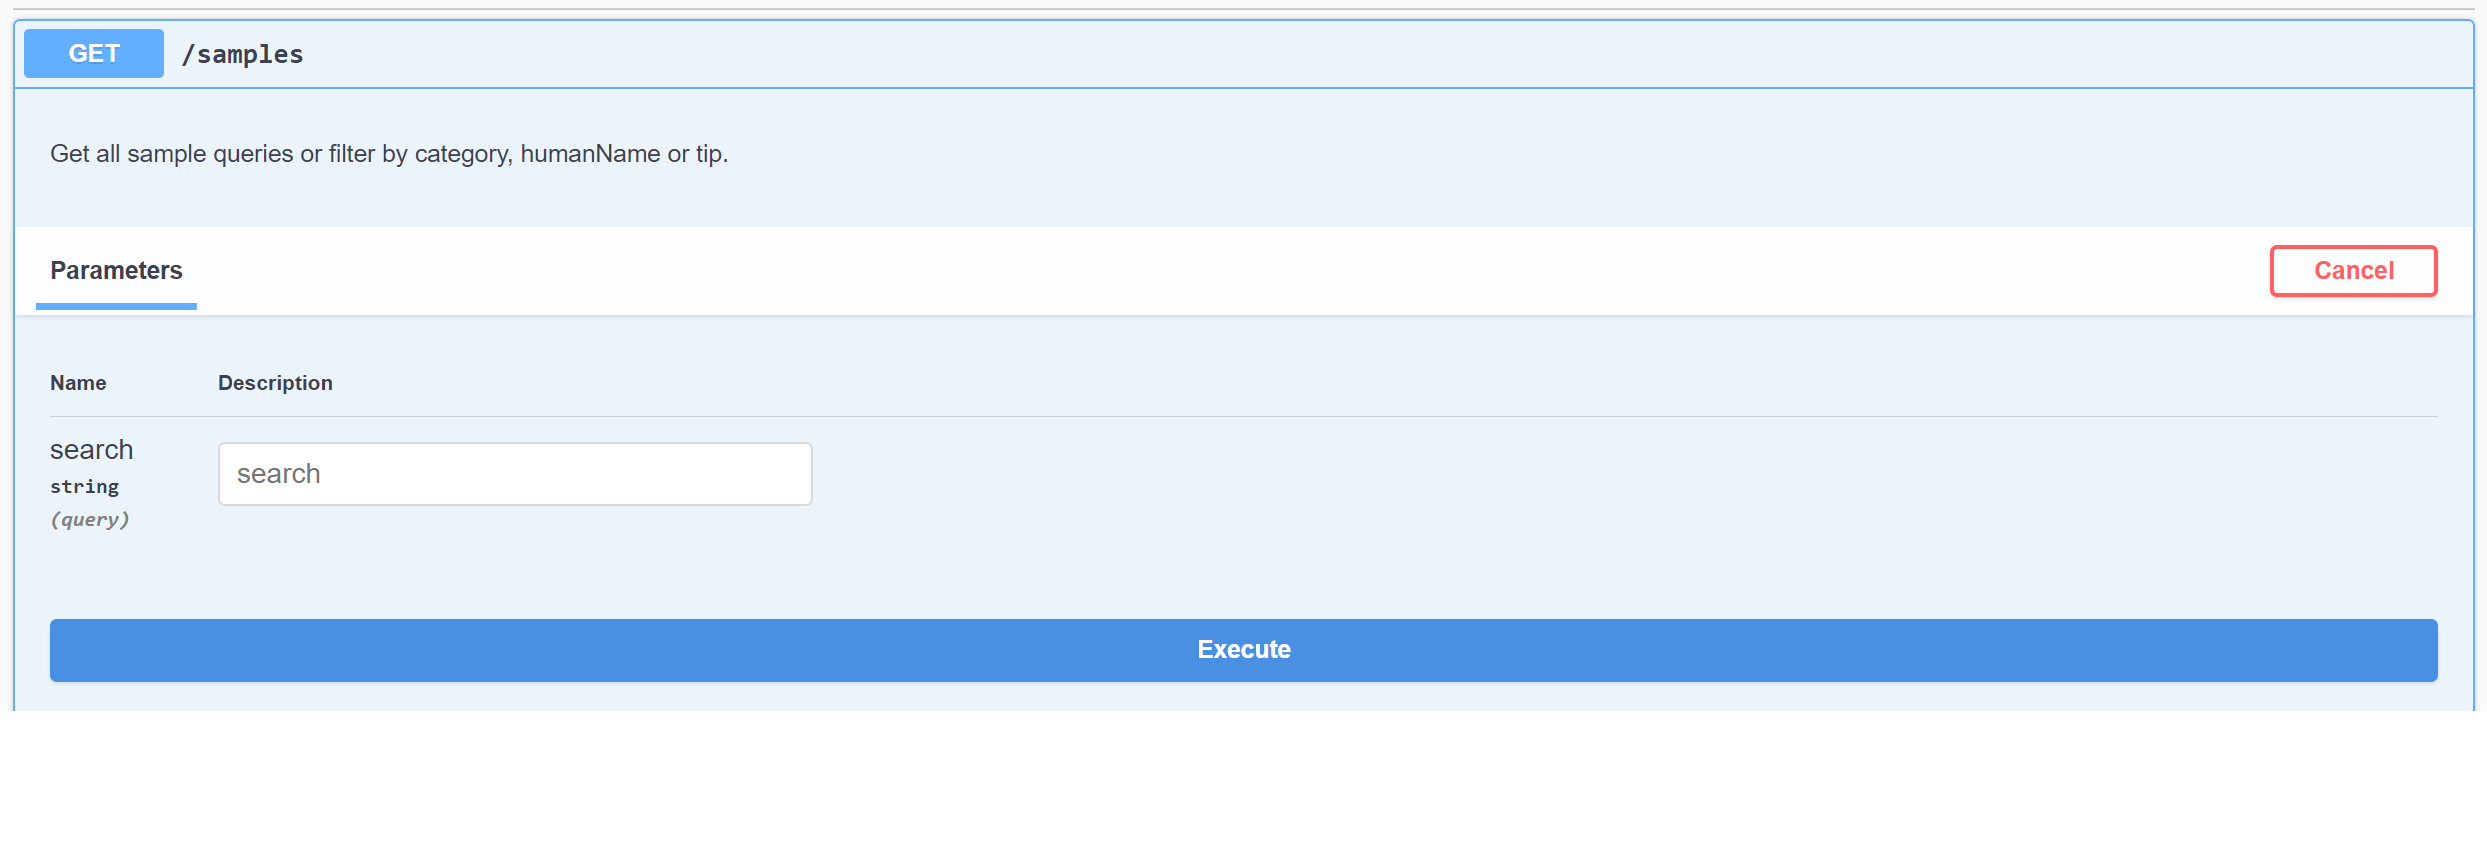 GET /samples
Get all sample queries or filter by category, humanName or tip.
Parameters Cancel
Name Description
search
search
string
(query)
Execute